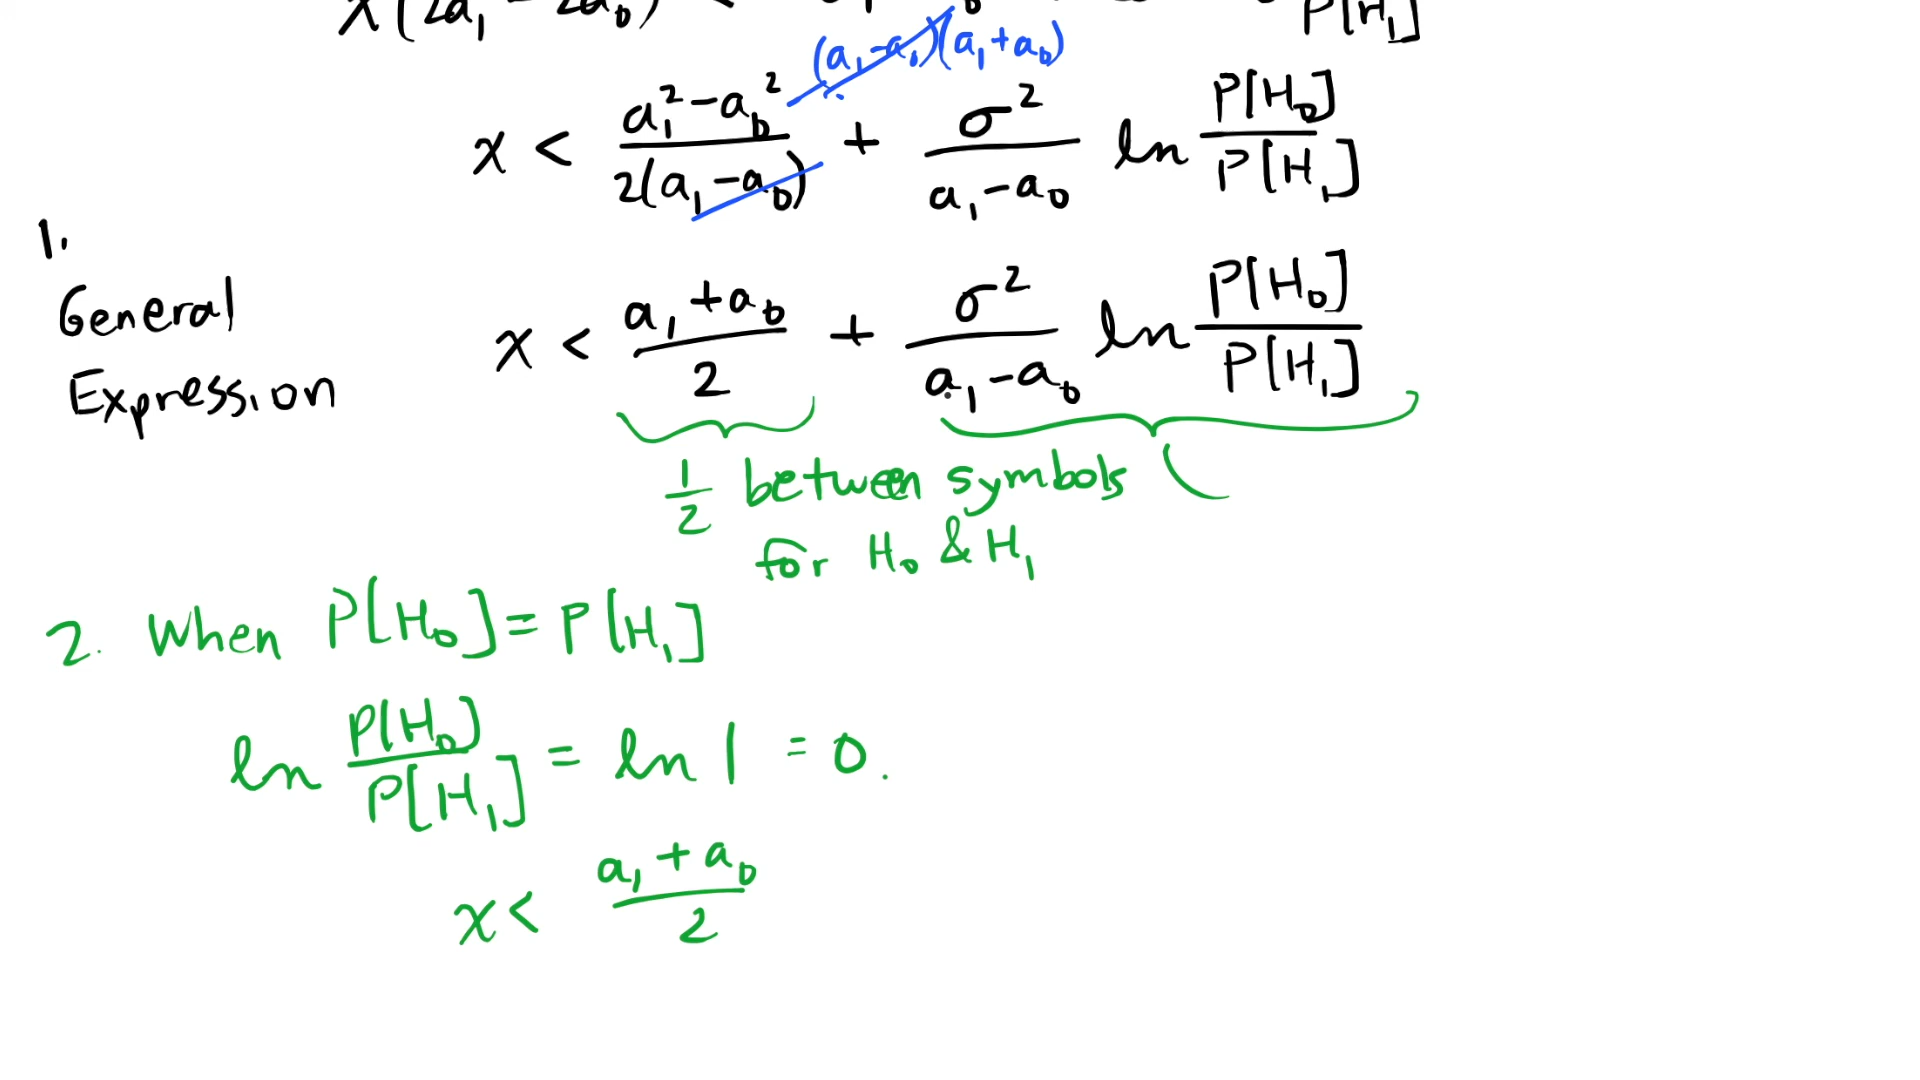 (a₁-a₀)(a₁+a₀)
x < (a₁²-a₀²)/(2(a₁-a₀)) + σ²/(a₁-a₀) ln P[H₀]/P[H₁]
1.
General
Expression
x < (a₁+a₀)/2 + σ²/(a₁-a₀) ln P[H₀]/P[H₁]
1/2 between symbols
for H₀ & H₁
2. When P[H₀] = P[H₁]
ln P[H₀]/P[H₁] = ln 1 = 0.
x < (a₁+a₀)/2